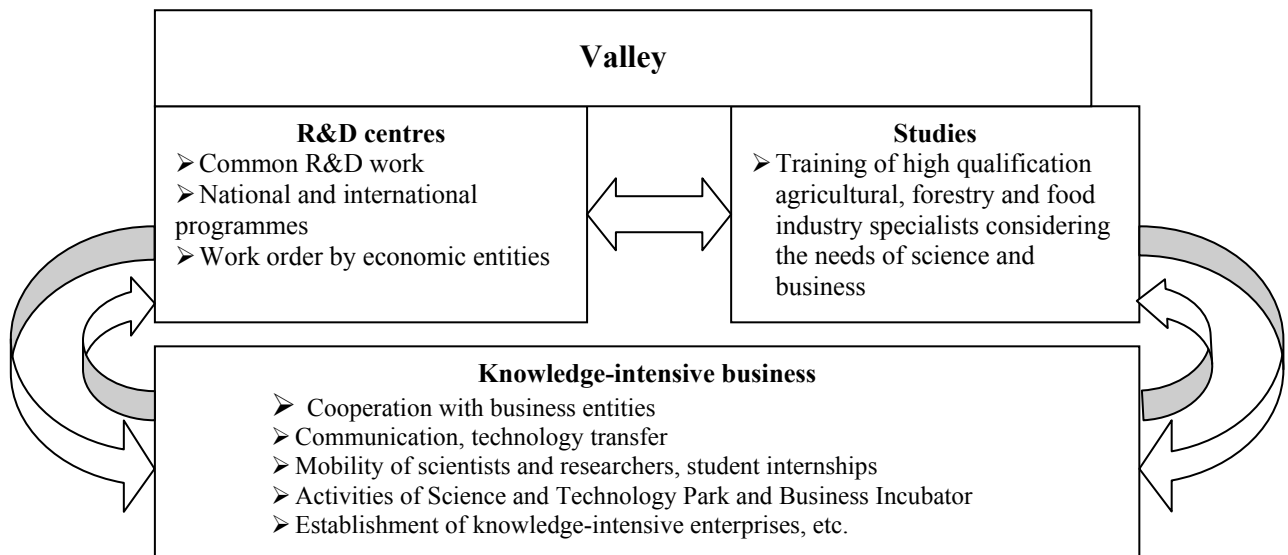 Valley
R&D centres
➢ Common R&D work
➢ National and international
programmes
➢ Work order by economic entities
Studies
➢ Training of high qualification
agricultural, forestry and food
industry specialists considering
the needs of science and
business
Knowledge-intensive business
➢ Cooperation with business entities
➢ Communication, technology transfer
➢ Mobility of scientists and researchers, student internships
➢ Activities of Science and Technology Park and Business Incubator
➢ Establishment of knowledge-intensive enterprises, etc.